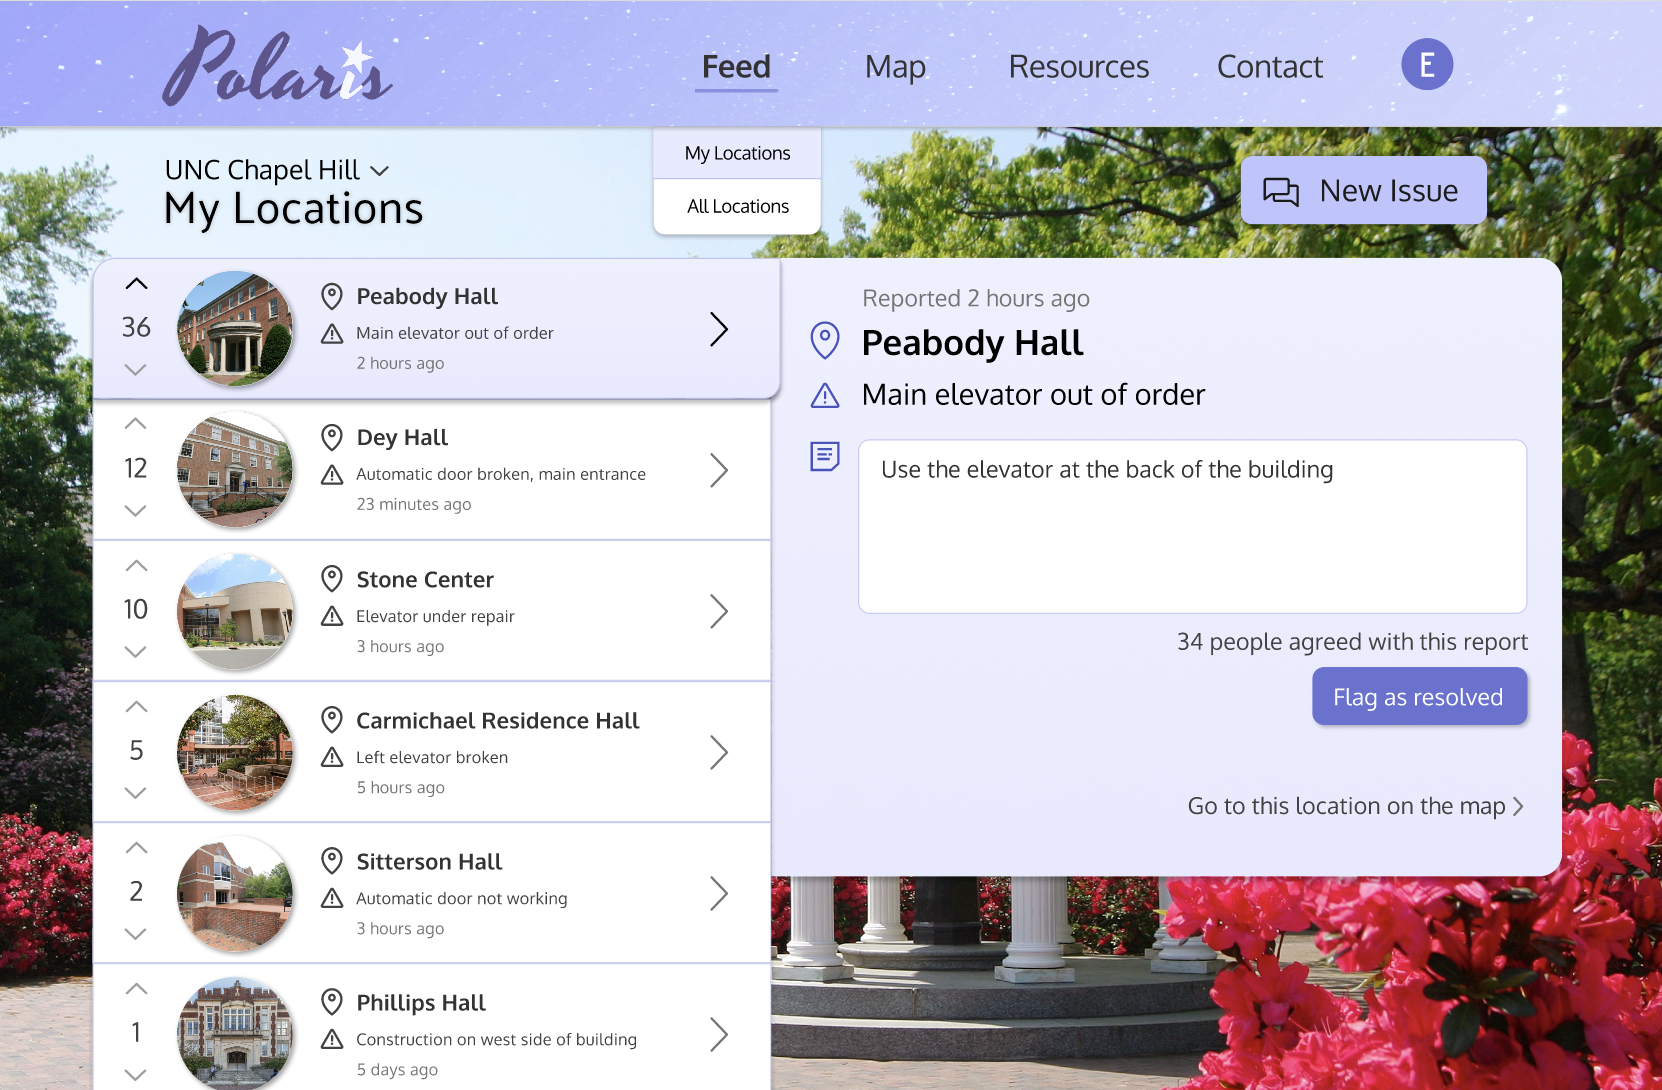 Polaris
Feed
Map
Resources
Contact
E
My Locations
All Locations
UNC Chapel Hill
My Locations
New Issue
36
Peabody Hall
Main elevator out of order
2 hours ago
12
Dey Hall
Automatic door broken, main entrance
23 minutes ago
10
Stone Center
Elevator under repair
3 hours ago
5
Carmichael Residence Hall
Left elevator broken
5 hours ago
2
Sitterson Hall
Automatic door not working
3 hours ago
1
Phillips Hall
Construction on west side of building
5 days ago
Reported 2 hours ago
Peabody Hall
Main elevator out of order
Use the elevator at the back of the building
34 people agreed with this report
Flag as resolved
Go to this location on the map